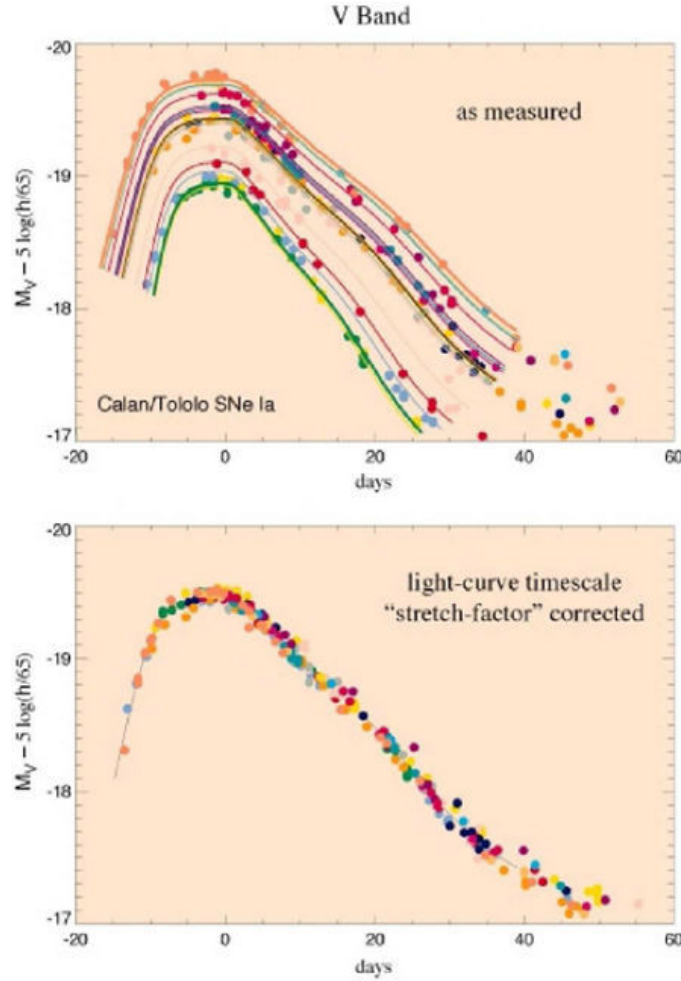 V Band
-20
as measured
-19
M_V – 5 log(h/65)
-18
Calan/Tololo SNe Ia
-17
-20 0 20 40 60
days
-20
light-curve timescale
“stretch-factor” corrected
-19
M_V – 5 log(h/65)
-18
-17
-20 0 20 40 60
days